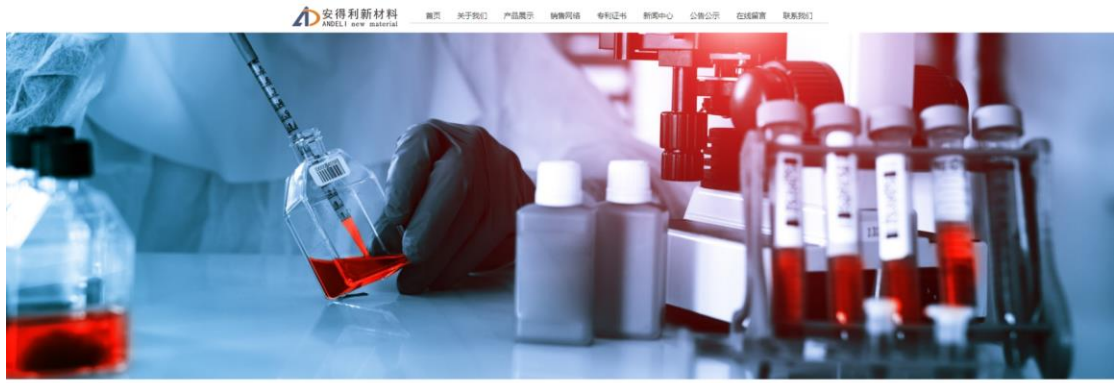 安得利新材料
ANDELI new material
首页 关于我们 产品展示 销售网络 专利证书 新闻中心 公告公示 在线留言 联系我们